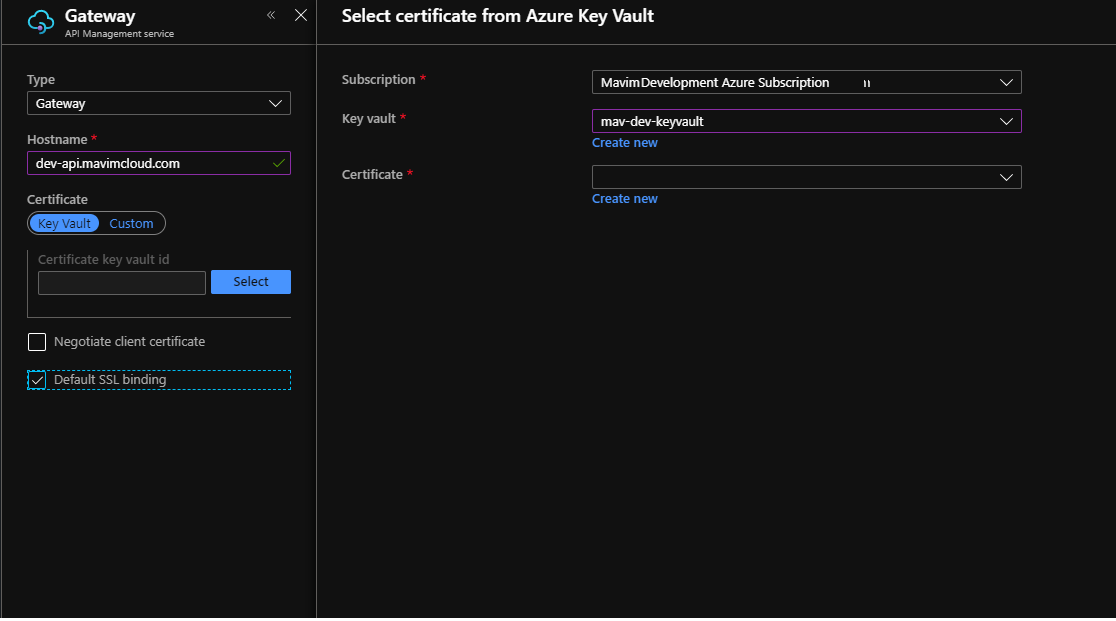 Gateway
API Management service
Type
Gateway
Hostname *
dev-api.mavimcloud.com
Certificate
Key Vault Custom
Certificate key vault id
Select
Negotiate client certificate
Default SSL binding
Select certificate from Azure Key Vault
Subscription *
MavimDevelopment Azure Subscription
Key vault *
mav-dev-keyvault
Create new
Certificate *
Create new